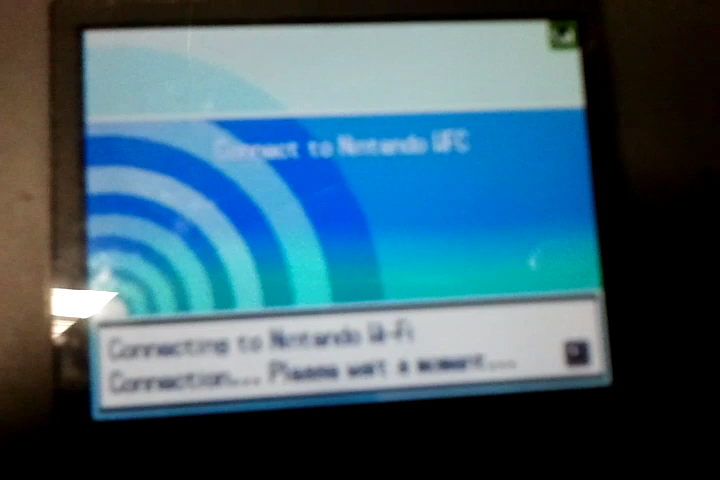 Connect to Nintendo WFC
Connecting to Nintendo Wi-Fi
Connection... Please wait a moment...